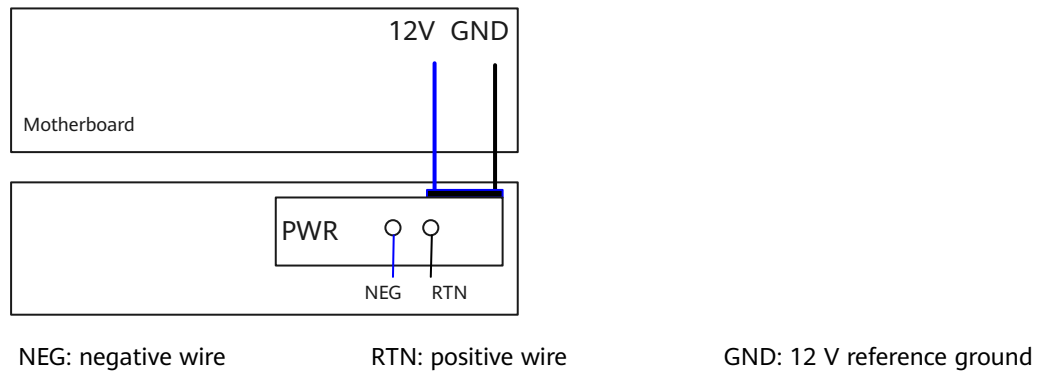 12V GND
Motherboard
PWR
NEG RTN
NEG: negative wire RTN: positive wire GND: 12 V reference ground